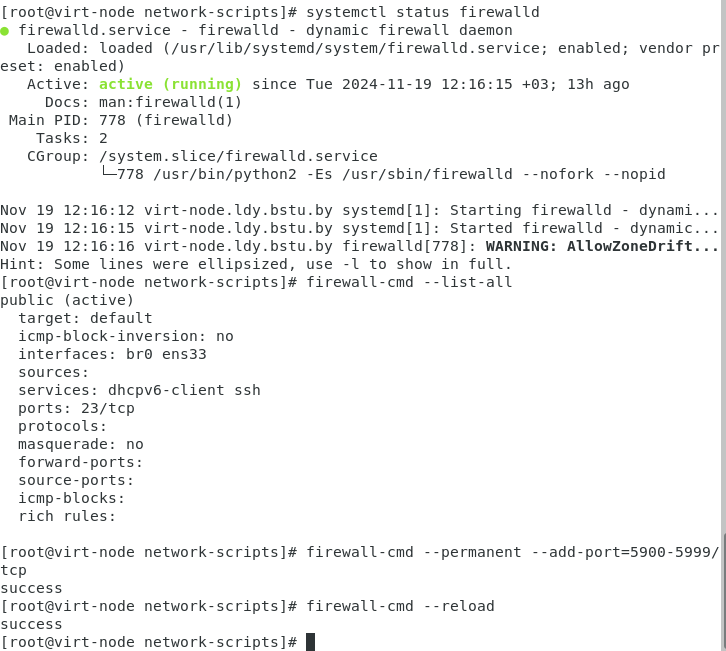 [root@virt-node network-scripts]# systemctl status firewalld
● firewalld.service - firewalld - dynamic firewall daemon
   Loaded: loaded (/usr/lib/systemd/system/firewalld.service; enabled; vendor pr
eset: enabled)
   Active: active (running) since Tue 2024-11-19 12:16:15 +03; 13h ago
     Docs: man:firewalld(1)
 Main PID: 778 (firewalld)
    Tasks: 2
   CGroup: /system.slice/firewalld.service
           └─778 /usr/bin/python2 -Es /usr/sbin/firewalld --nofork --nopid

Nov 19 12:16:12 virt-node.ldy.bstu.by systemd[1]: Starting firewalld - dynami...
Nov 19 12:16:15 virt-node.ldy.bstu.by systemd[1]: Started firewalld - dynamic...
Nov 19 12:16:16 virt-node.ldy.bstu.by firewalld[778]: WARNING: AllowZoneDrift...
Hint: Some lines were ellipsized, use -l to show in full.
[root@virt-node network-scripts]# firewall-cmd --list-all
public (active)
  target: default
  icmp-block-inversion: no
  interfaces: br0 ens33
  sources:
  services: dhcpv6-client ssh
  ports: 23/tcp
  protocols:
  masquerade: no
  forward-ports:
  source-ports:
  icmp-blocks:
  rich rules:

[root@virt-node network-scripts]# firewall-cmd --permanent --add-port=5900-5999/
tcp
success
[root@virt-node network-scripts]# firewall-cmd --reload
success
[root@virt-node network-scripts]#